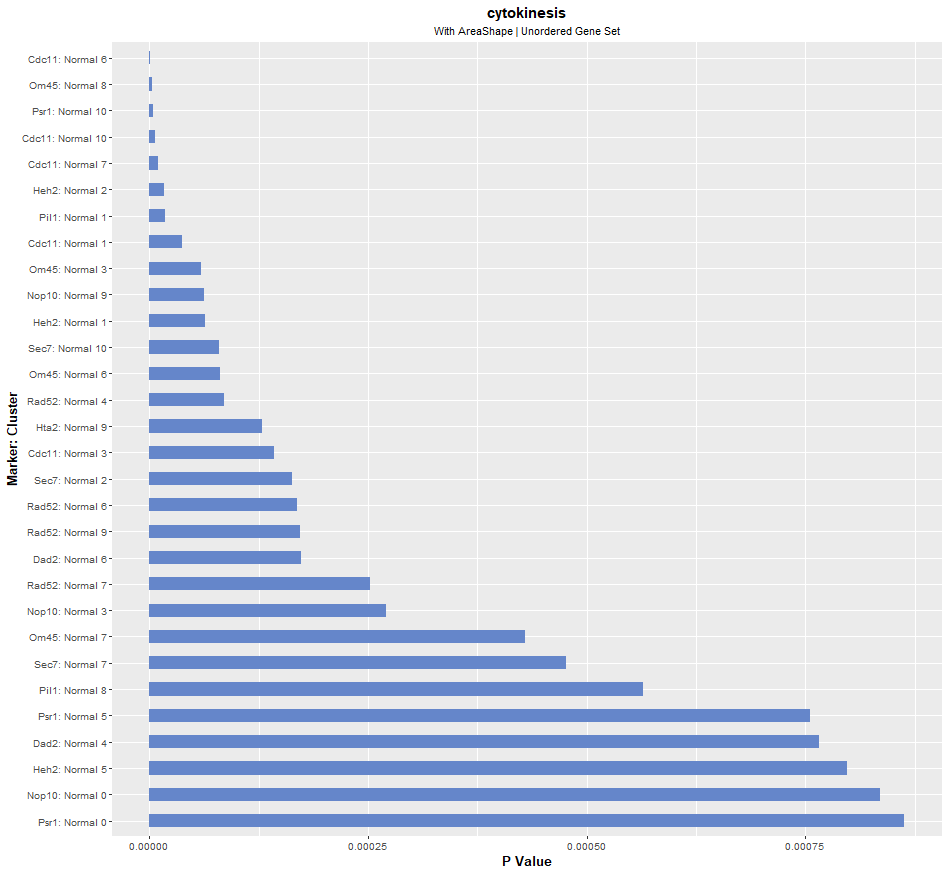 cytokinesis
With AreaShape | Unordered Gene Set
Marker: Cluster
Cdc11: Normal 6
Om45: Normal 8
Psr1: Normal 10
Cdc11: Normal 10
Cdc11: Normal 7
Heh2: Normal 2
Pil1: Normal 1
Cdc11: Normal 1
Om45: Normal 3
Nop10: Normal 9
Heh2: Normal 1
Sec7: Normal 10
Om45: Normal 6
Rad52: Normal 4
Hta2: Normal 9
Cdc11: Normal 3
Sec7: Normal 2
Rad52: Normal 6
Rad52: Normal 9
Dad2: Normal 6
Rad52: Normal 7
Nop10: Normal 3
Om45: Normal 7
Sec7: Normal 7
Pil1: Normal 8
Psr1: Normal 5
Dad2: Normal 4
Heh2: Normal 5
Nop10: Normal 0
Psr1: Normal 0
0.00000 0.00025 0.00050 0.00075
P Value